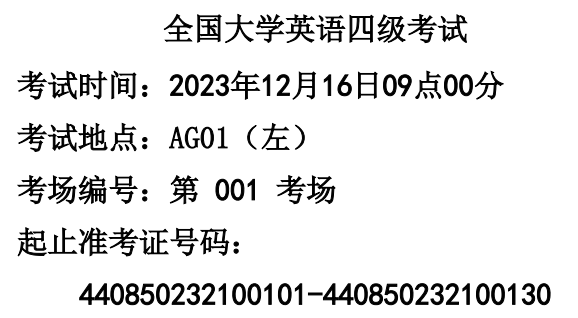 全国大学英语四级考试
考试时间：2023年12月16日09点00分
考试地点：AG01（左）
考场编号：第 001 考场
起止准考证号码：
440850232100101-440850232100130